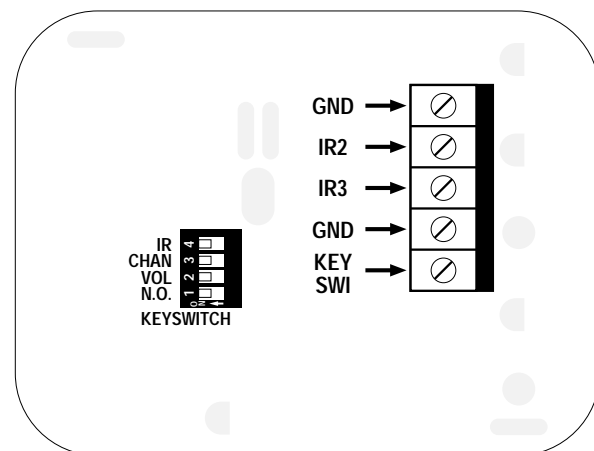 GND
IR2
IR3
GND
KEY
SWI
IR 4
CHAN 3
VOL 2
N.O. 1
ON
KEYSWITCH